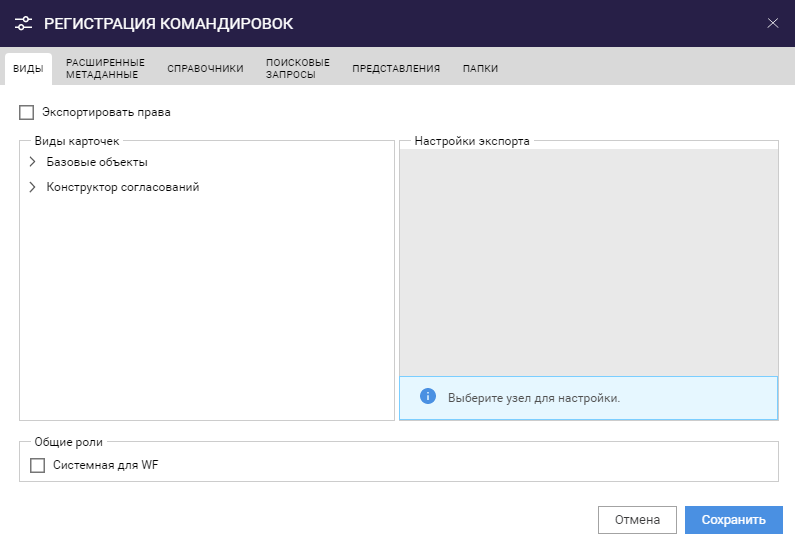 РЕГИСТРАЦИЯ КОМАНДИРОВОК
ВИДЫ
РАСШИРЕННЫЕ
МЕТАДАННЫЕ
СПРАВОЧНИКИ
ПОИСКОВЫЕ
ЗАПРОСЫ
ПРЕДСТАВЛЕНИЯ
ПАПКИ
Экспортировать права
Виды карточек
Базовые объекты
Конструктор согласований
Настройки экспорта
Выберите узел для настройки.
Общие роли
Системная для WF
Отмена
Сохранить